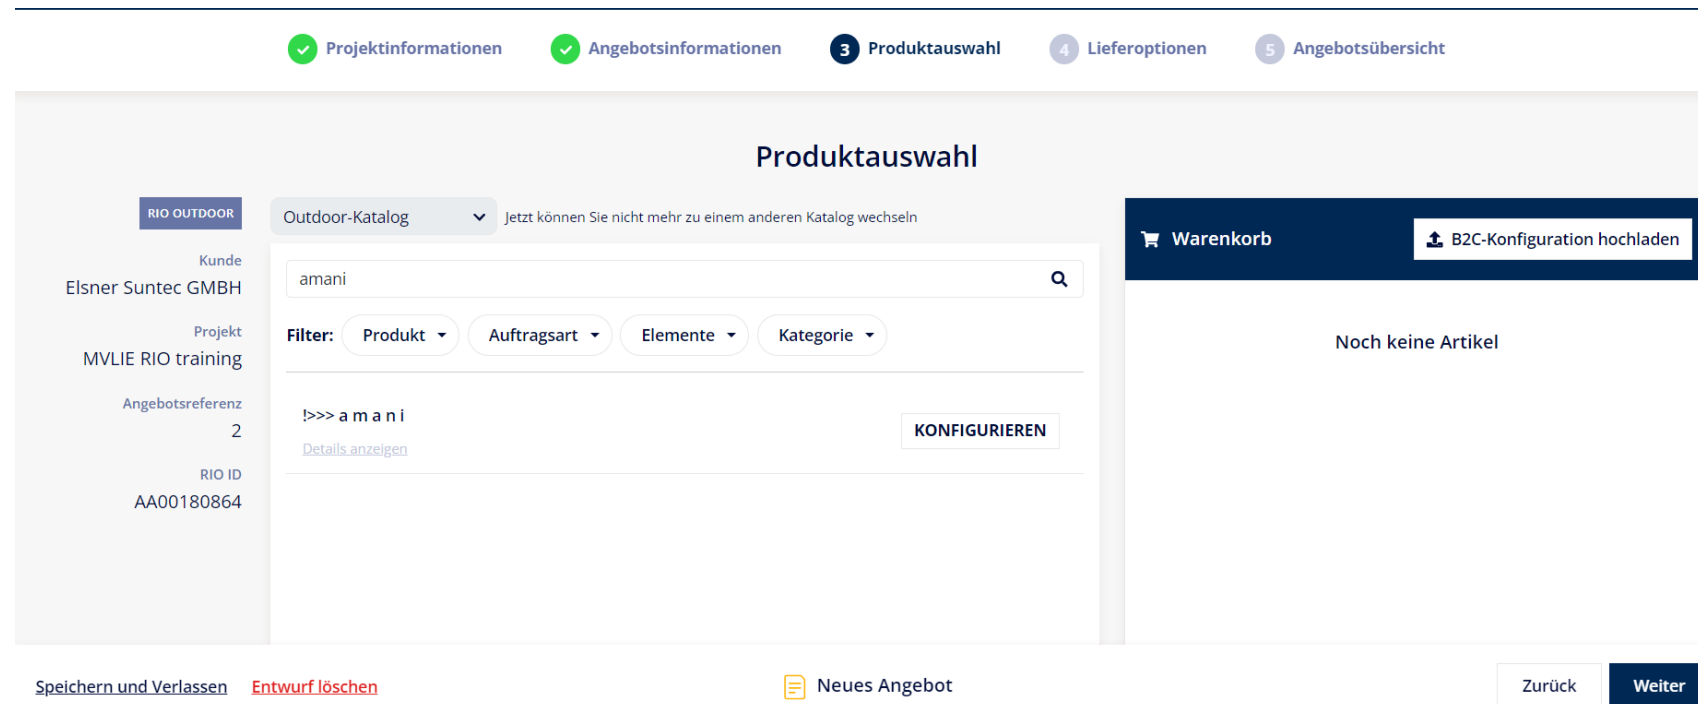 Projektinformationen
Angebotsinformationen
3 Produktauswahl
4 Lieferoptionen
5 Angebotsübersicht
Produktauswahl
RIO OUTDOOR
Kunde
Elsner Suntec GMBH
Projekt
MVLIE RIO training
Angebotsreferenz
2
RIO ID
AA00180864
Outdoor-Katalog
Jetzt können Sie nicht mehr zu einem anderen Katalog wechseln
amani
Filter: Produkt Auftragsart Elemente Kategorie
!>>> a m a n i
Details anzeigen
KONFIGURIEREN
Warenkorb
B2C-Konfiguration hochladen
Noch keine Artikel
Speichern und Verlassen
Entwurf löschen
Neues Angebot
Zurück
Weiter